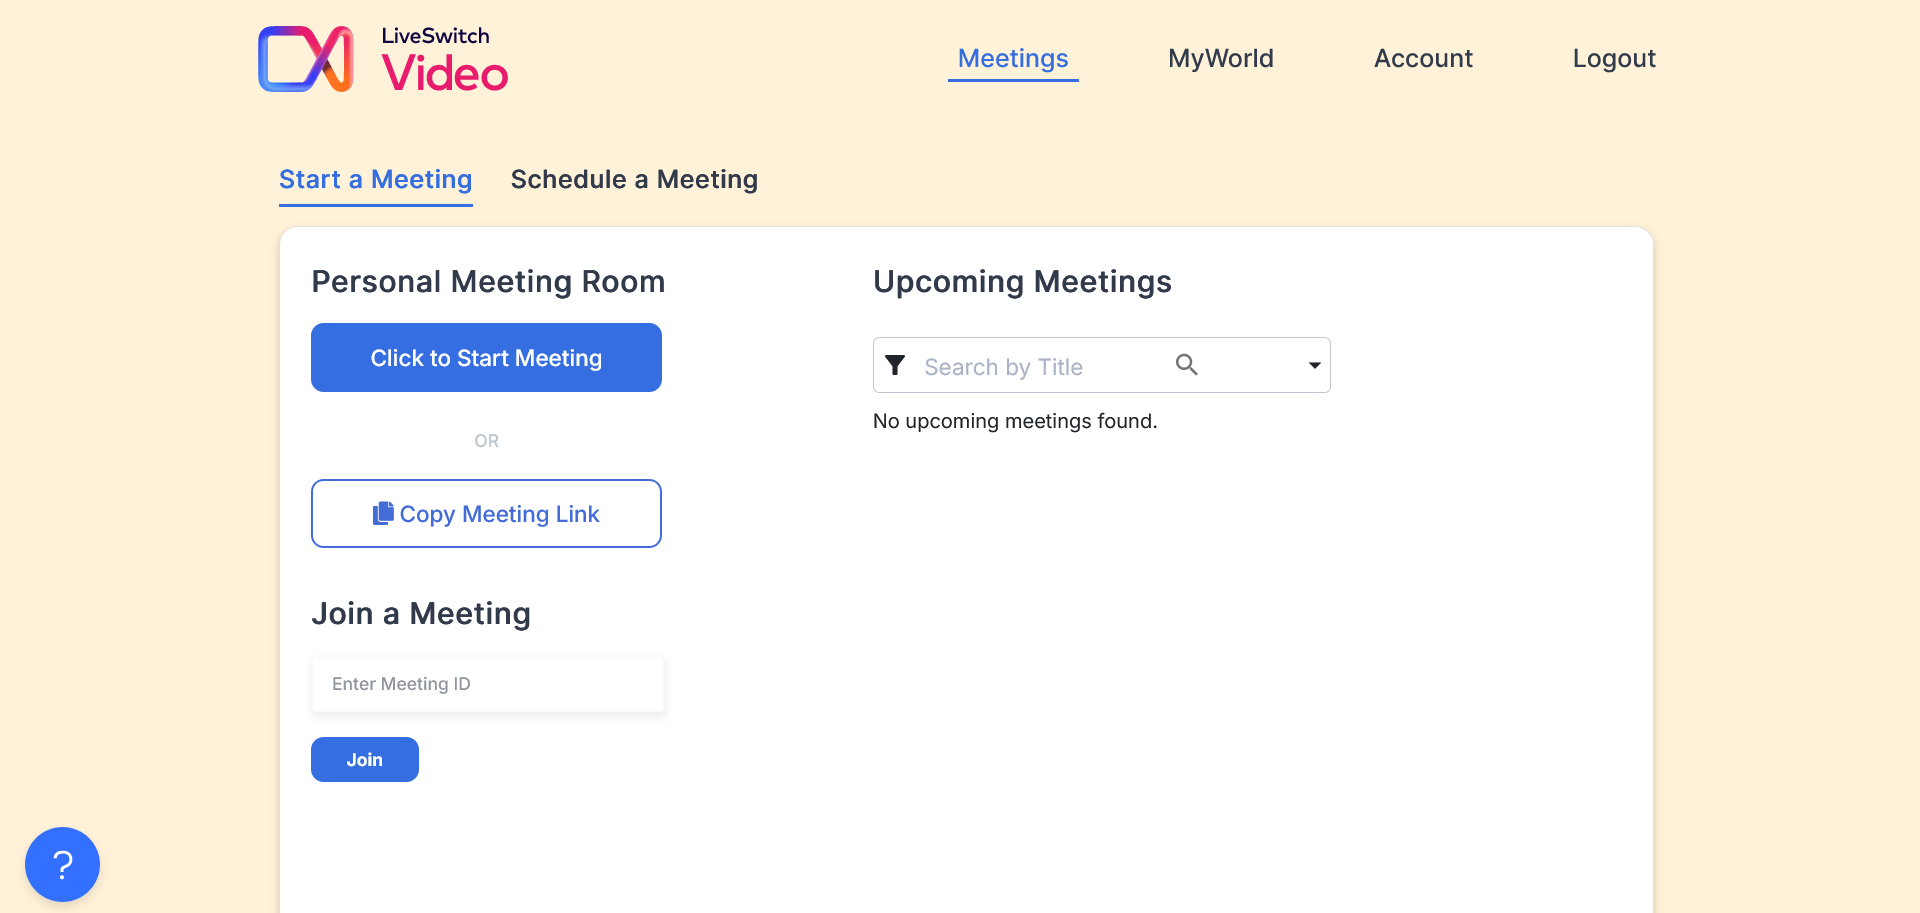 LiveSwitch
Video
Meetings
MyWorld
Account
Logout
Start a Meeting
Schedule a Meeting
Personal Meeting Room
Click to Start Meeting
OR
Copy Meeting Link
Join a Meeting
Enter Meeting ID
Join
Upcoming Meetings
Search by Title
No upcoming meetings found.
?